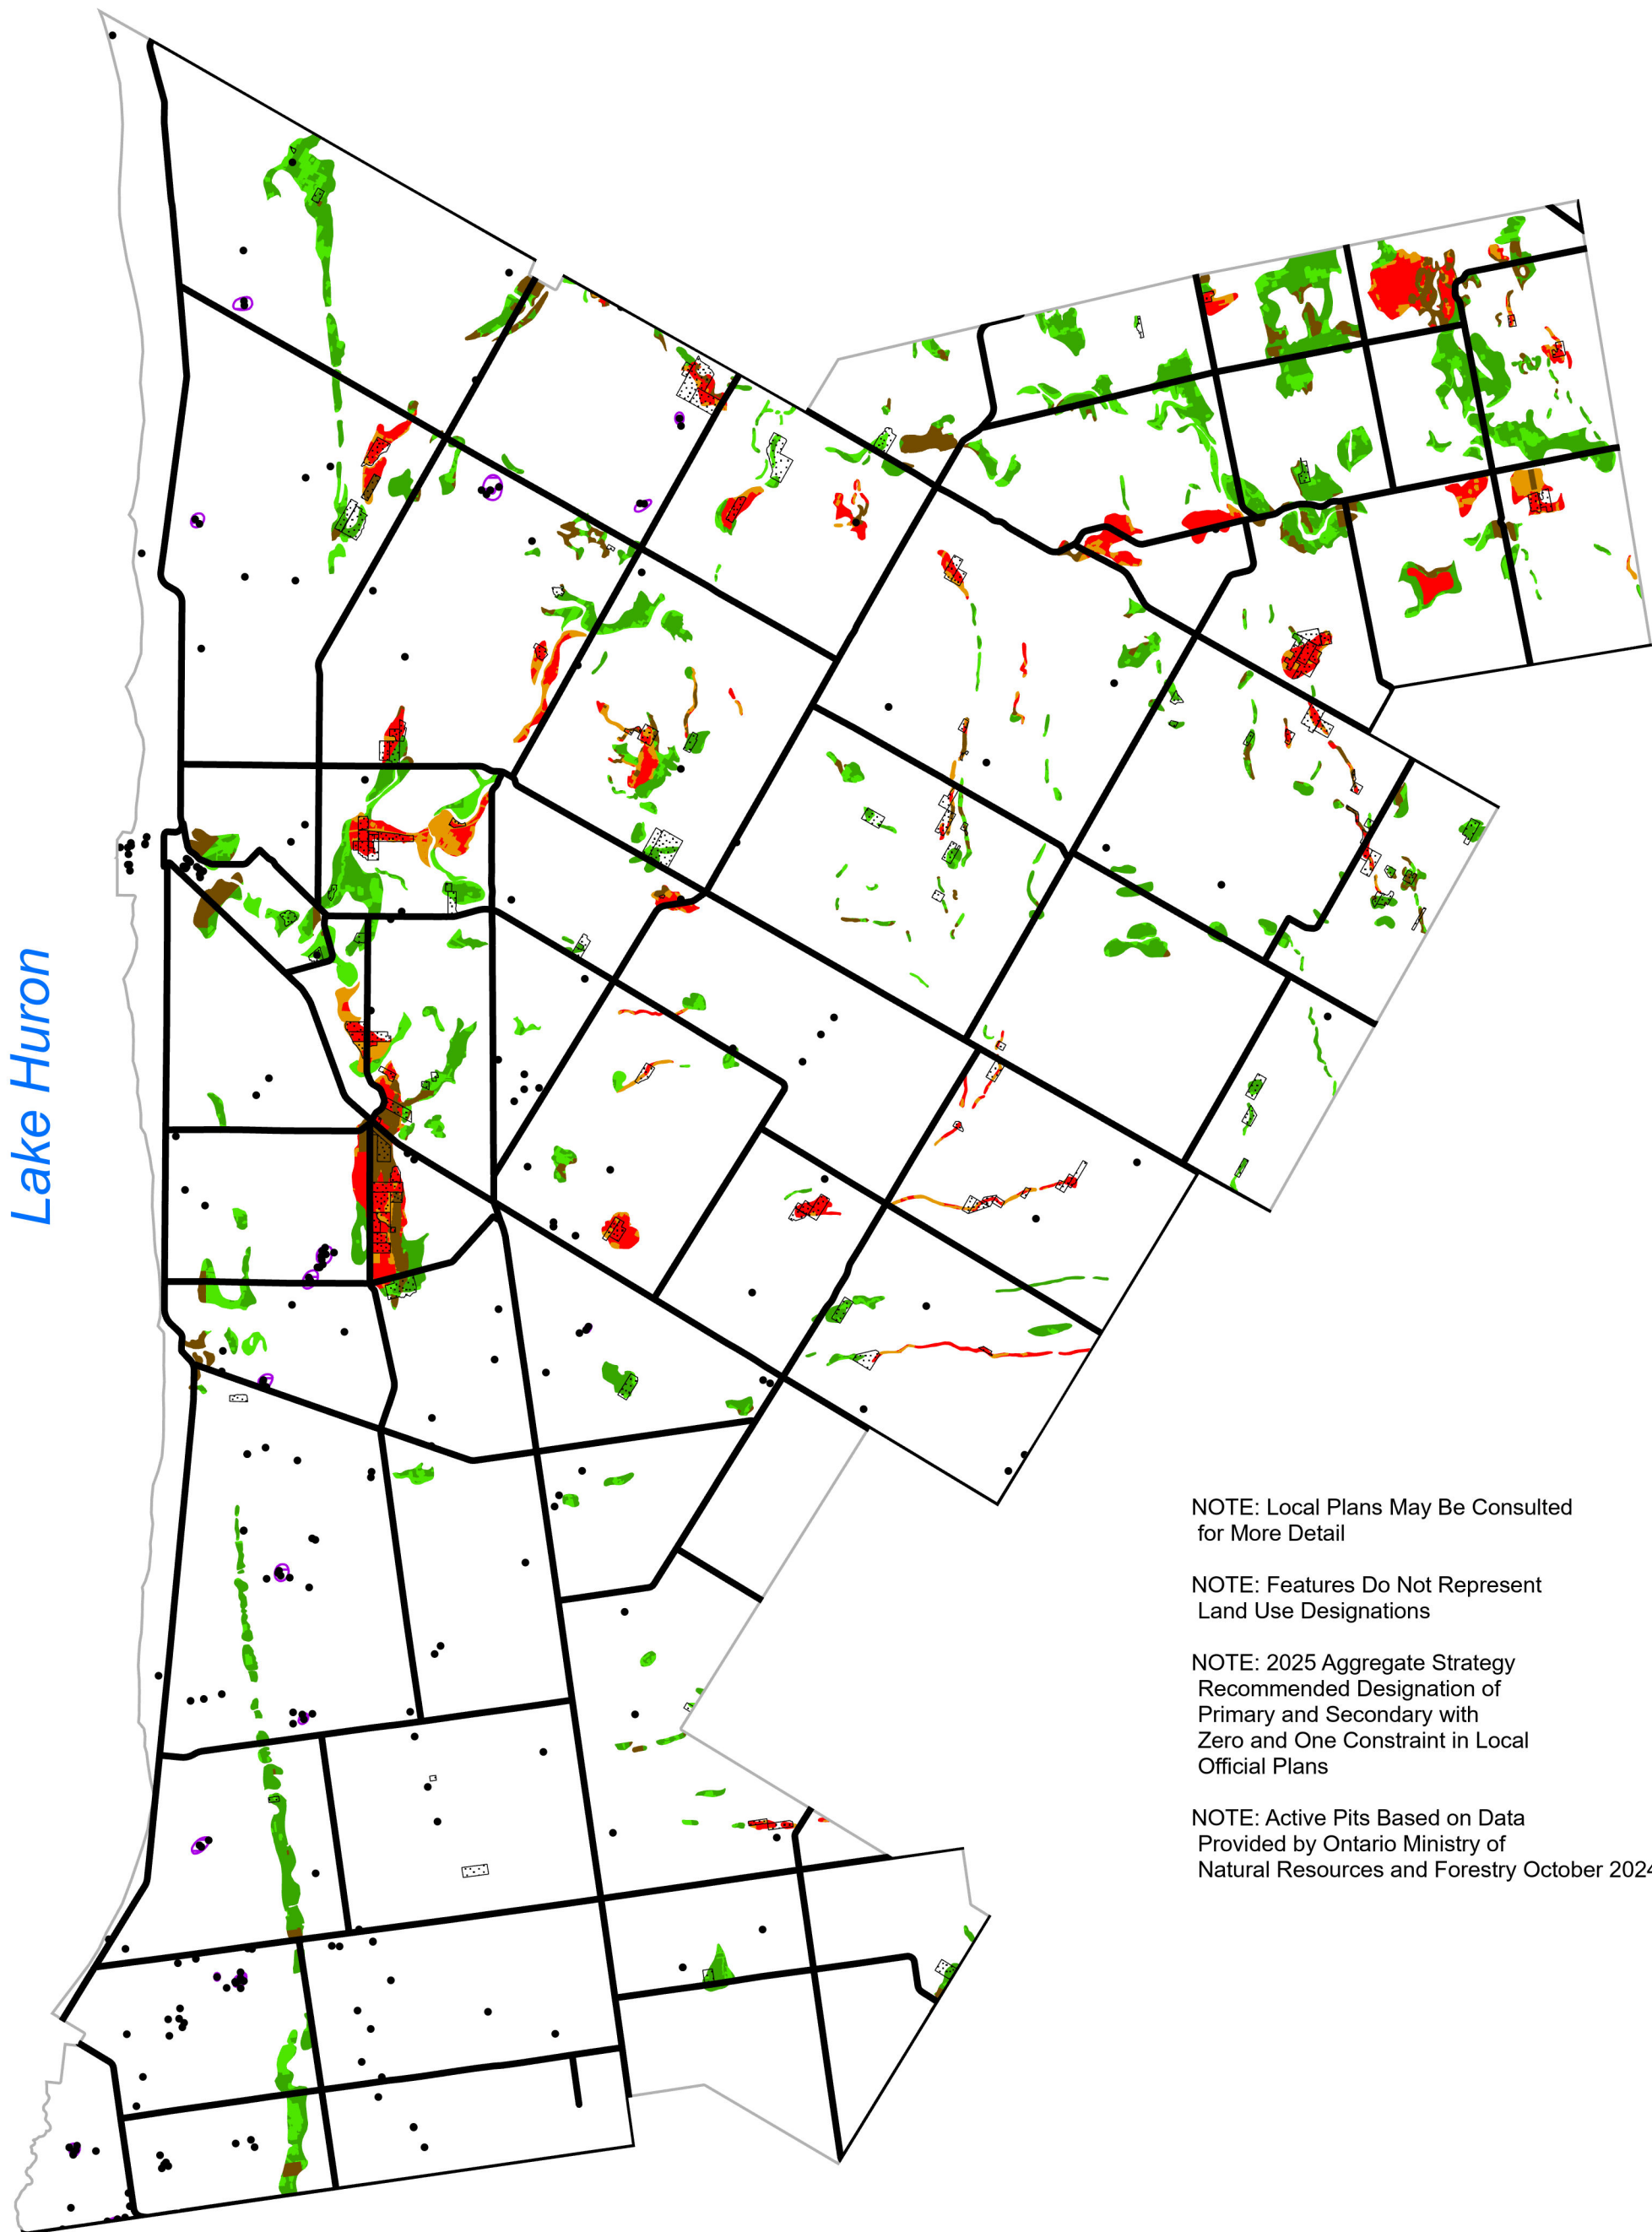 Lake Huron
NOTE: Local Plans May Be Consulted
for More Detail
NOTE: Features Do Not Represent
Land Use Designations
NOTE: 2025 Aggregate Strategy
Recommended Designation of
Primary and Secondary with
Zero and One Constraint in Local
Official Plans
NOTE: Active Pits Based on Data
Provided by Ontario Ministry of
Natural Resources and Forestry October 2024